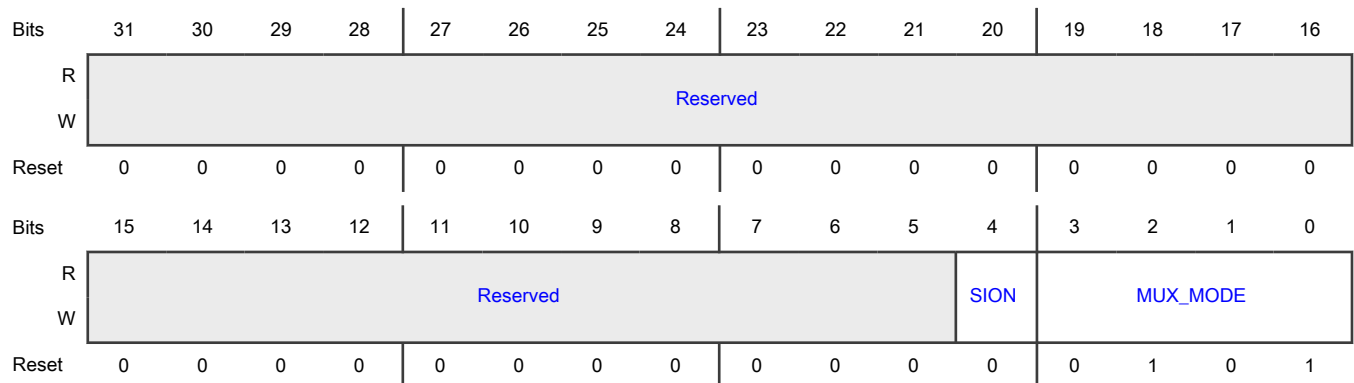 Bits 31 30 29 28 27 26 25 24 23 22 21 20 19 18 17 16
R
Reserved
W
Reset 0 0 0 0 0 0 0 0 0 0 0 0 0 0 0 0
Bits 15 14 13 12 11 10 9 8 7 6 5 4 3 2 1 0
R
Reserved SION MUX_MODE
W
Reset 0 0 0 0 0 0 0 0 0 0 0 0 0 1 0 1